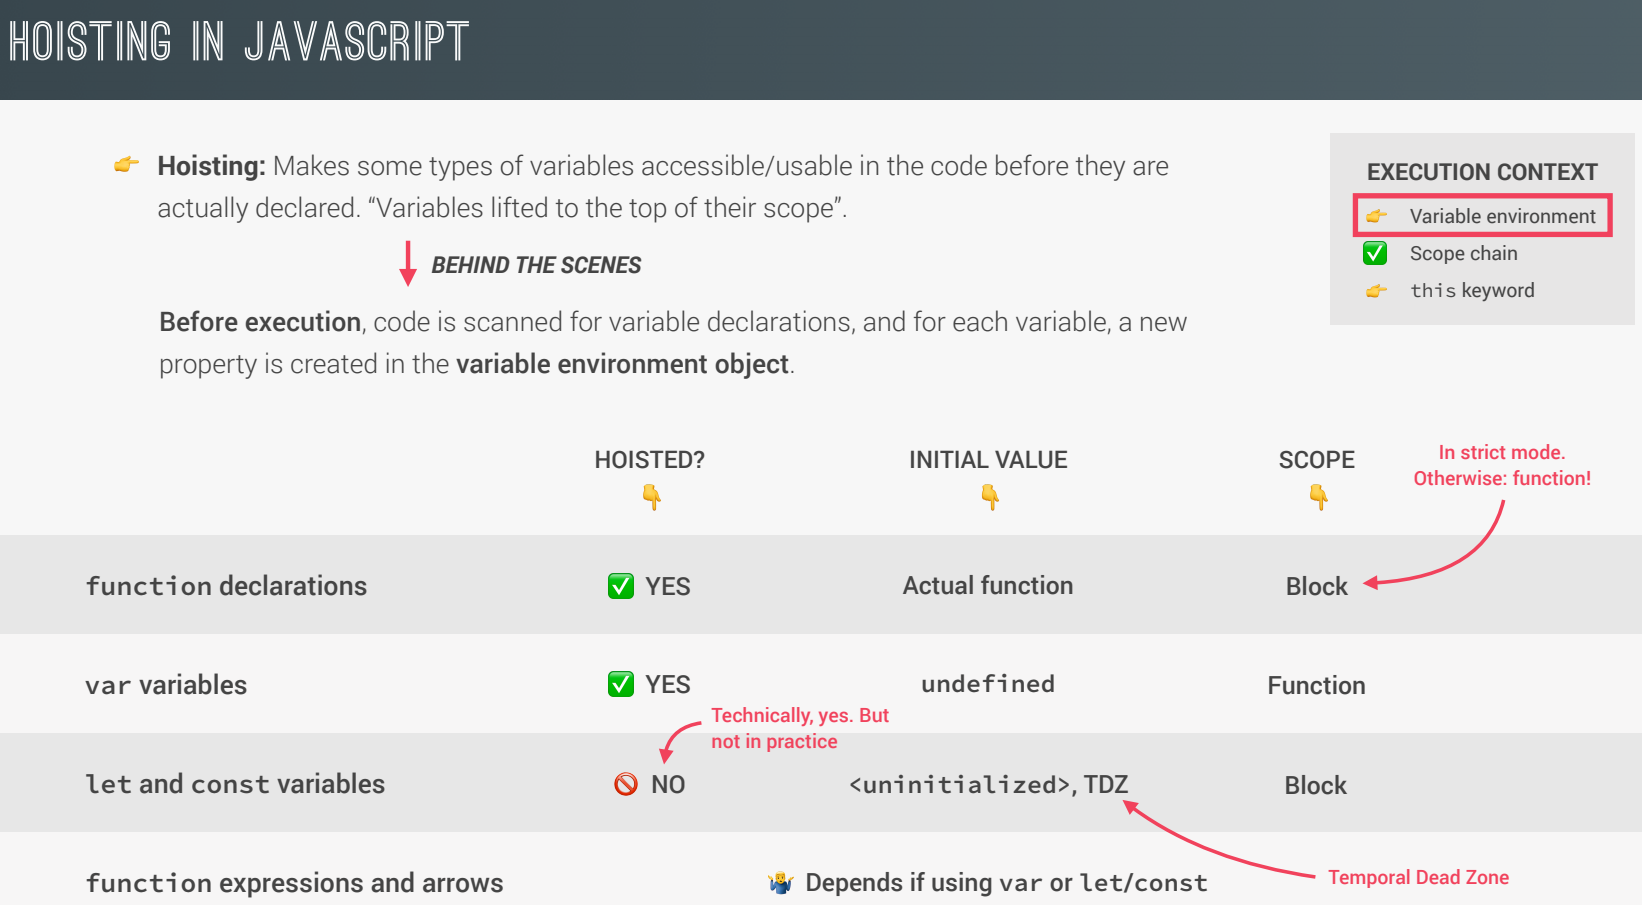 HOISTING IN JAVASCRIPT
Hoisting: Makes some types of variables accessible/usable in the code before they are
actually declared. “Variables lifted to the top of their scope”.
BEHIND THE SCENES
Before execution, code is scanned for variable declarations, and for each variable, a new
property is created in the variable environment object.
EXECUTION CONTEXT
Variable environment
Scope chain
this keyword
HOISTED? INITIAL VALUE SCOPE
In strict mode.
Otherwise: function!
function declarations YES Actual function Block
var variables YES undefined Function
Technically, yes. But
not in practice
let and const variables NO <uninitialized>, TDZ Block
function expressions and arrows Depends if using var or let/const
Temporal Dead Zone